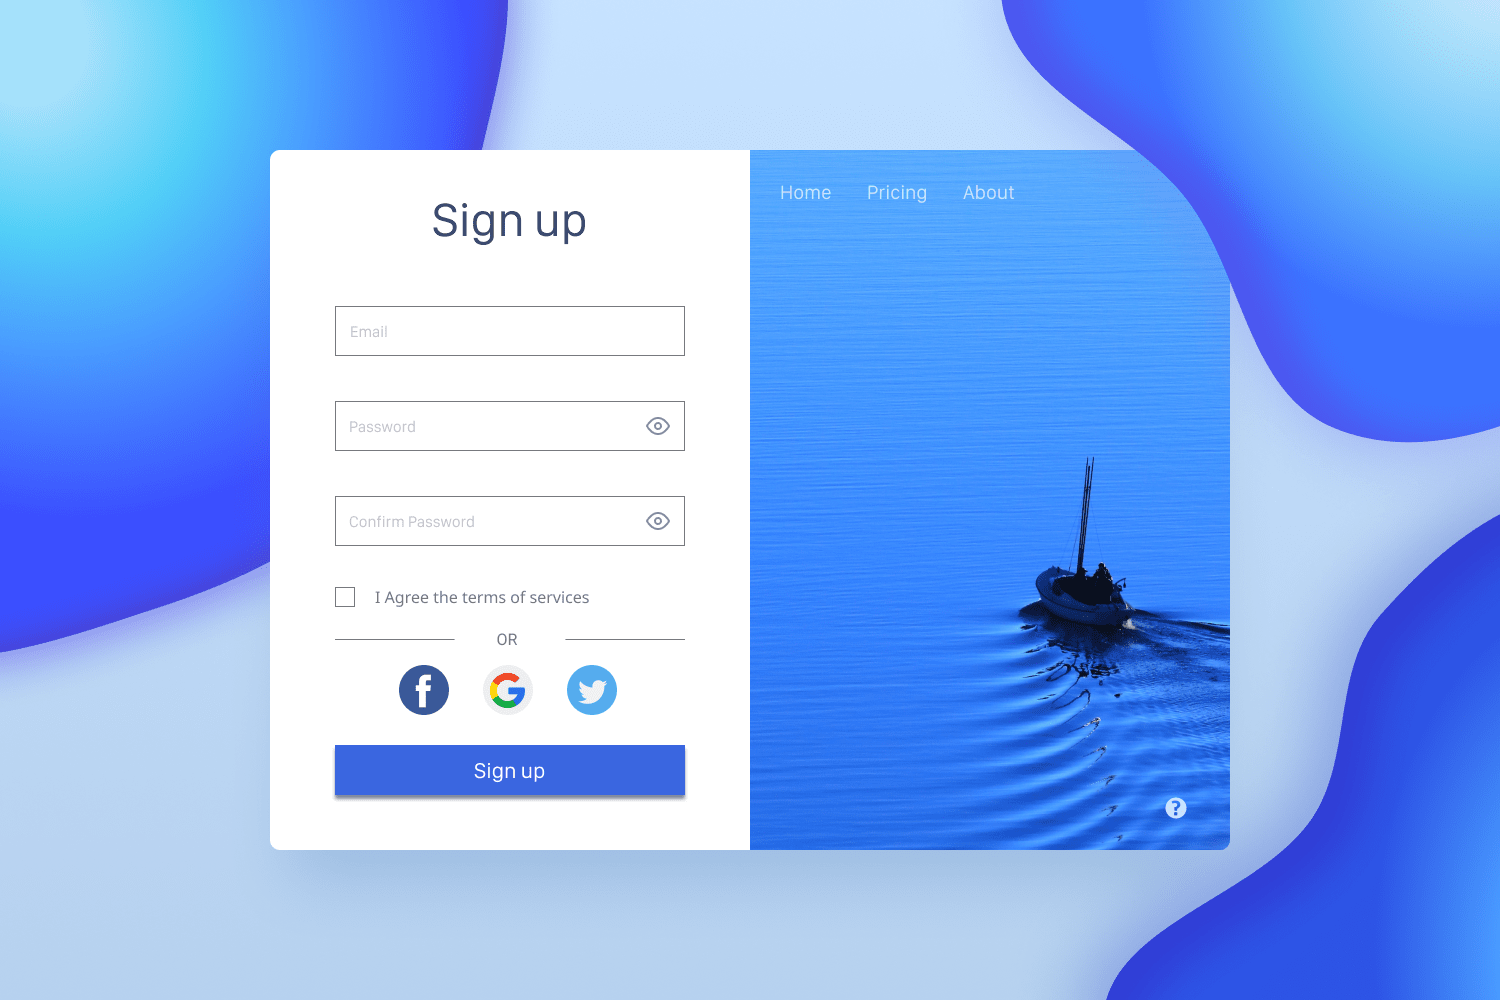 Home Pricing About
Sign up
Email
Password
Confirm Password
I Agree the terms of services
OR
Sign up
?